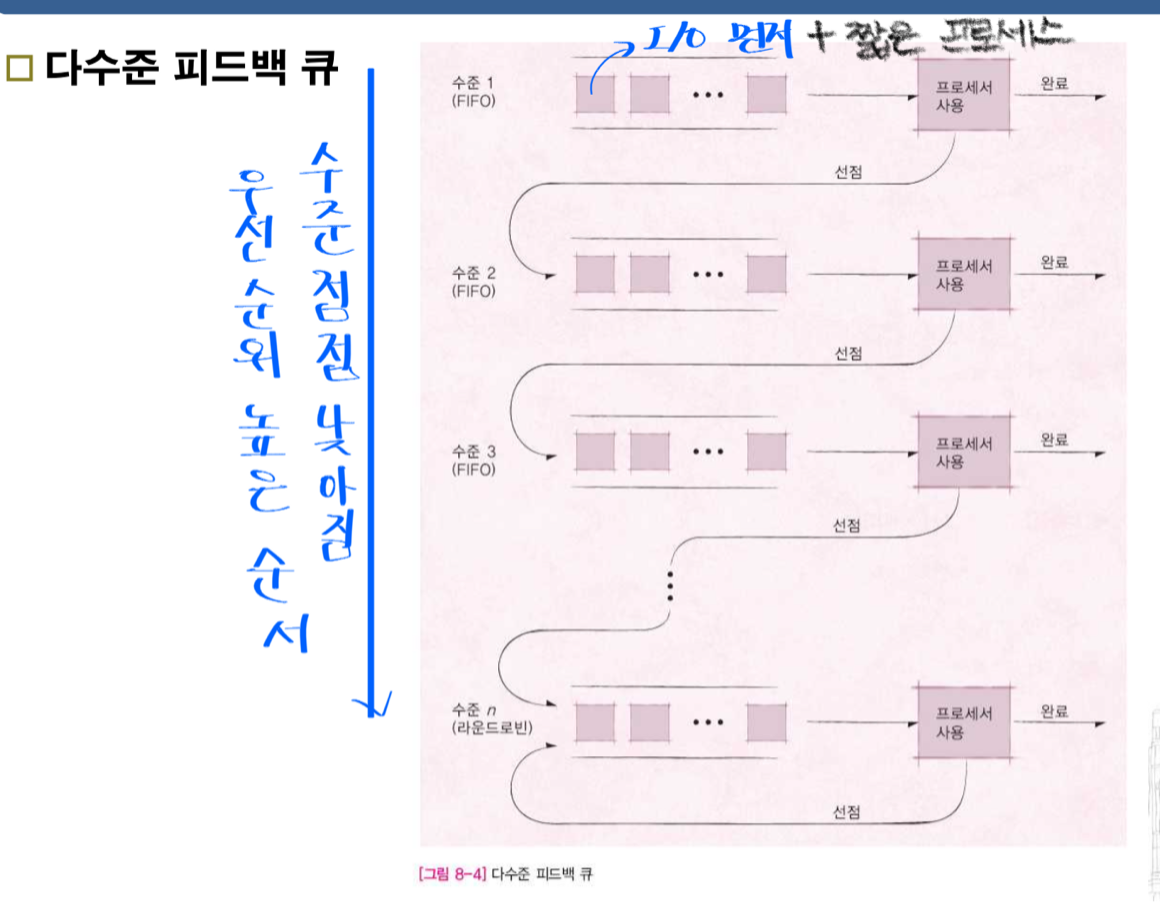 다수준 피드백 큐
I/O 먼저 + 짧은 프로세스
수준 점점 낮아짐
우선순위 높은 순서
수준 1
(FIFO)
프로세서
사용
완료
선점
수준 2
(FIFO)
프로세서
사용
완료
선점
수준 3
(FIFO)
프로세서
사용
완료
선점
수준 n
(라운드로빈)
프로세서
사용
완료
선점
[그림 8-4] 다수준 피드백 큐